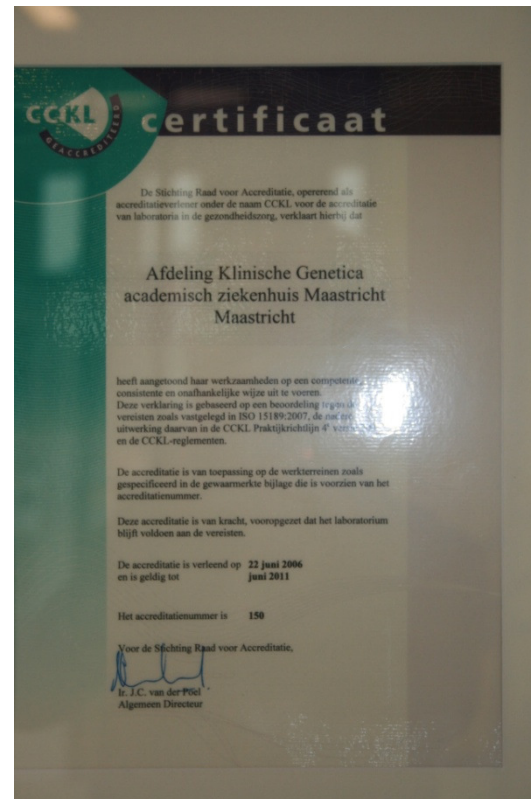 CCKL
GEACCREDITEERD
certificaat
De Stichting Raad voor Accreditatie, opererend als
accreditatieverlener onder de naam CCKL voor de accreditatie
van laboratoria in de gezondheidszorg, verklaart hierbij dat
Afdeling Klinische Genetica
academisch ziekenhuis Maastricht
Maastricht
heeft aangetoond haar werkzaamheden op een competente,
consistente en onafhankelijke wijze uit te voeren.
Deze verklaring is gebaseerd op een beoordeling tegen de
vereisten zoals vastgelegd in ISO 15189:2007, de
uitwerking daarvan in de CCKL Praktijkrichtlijn 4e
en de CCKL-reglementen.
De accreditatie is van toepassing op de werkterreinen zoals
gespecificeerd in de gewaarmerkte bijlage die is voorzien van het
accreditatienummer.
Deze accreditatie is van kracht, vooropgezet dat het laboratorium
blijft voldoen aan de vereisten.
De accreditatie is verleend op 22 juni 2006
en is geldig tot juni 2011
Het accreditatienummer is 150
Voor de Stichting Raad voor Accreditatie,
Ir. J.C. van der Poel
Algemeen Directeur